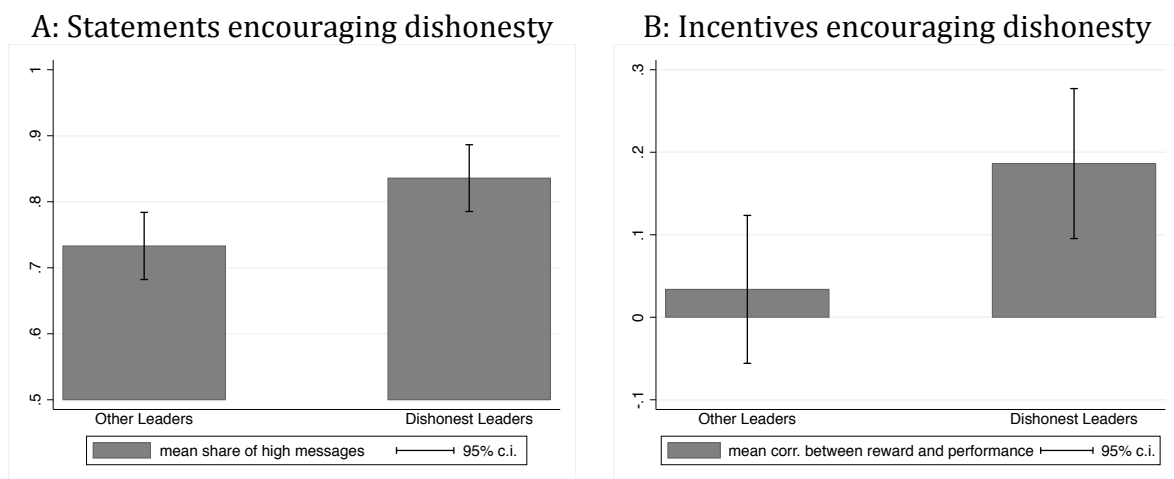 A: Statements encouraging dishonesty
1
.9
.8
.7
.6
.5
Other Leaders
Dishonest Leaders
mean share of high messages
95% c.i.
B: Incentives encouraging dishonesty
.3
.2
.1
0
-.1
Other Leaders
Dishonest Leaders
mean corr. between reward and performance
95% c.i.